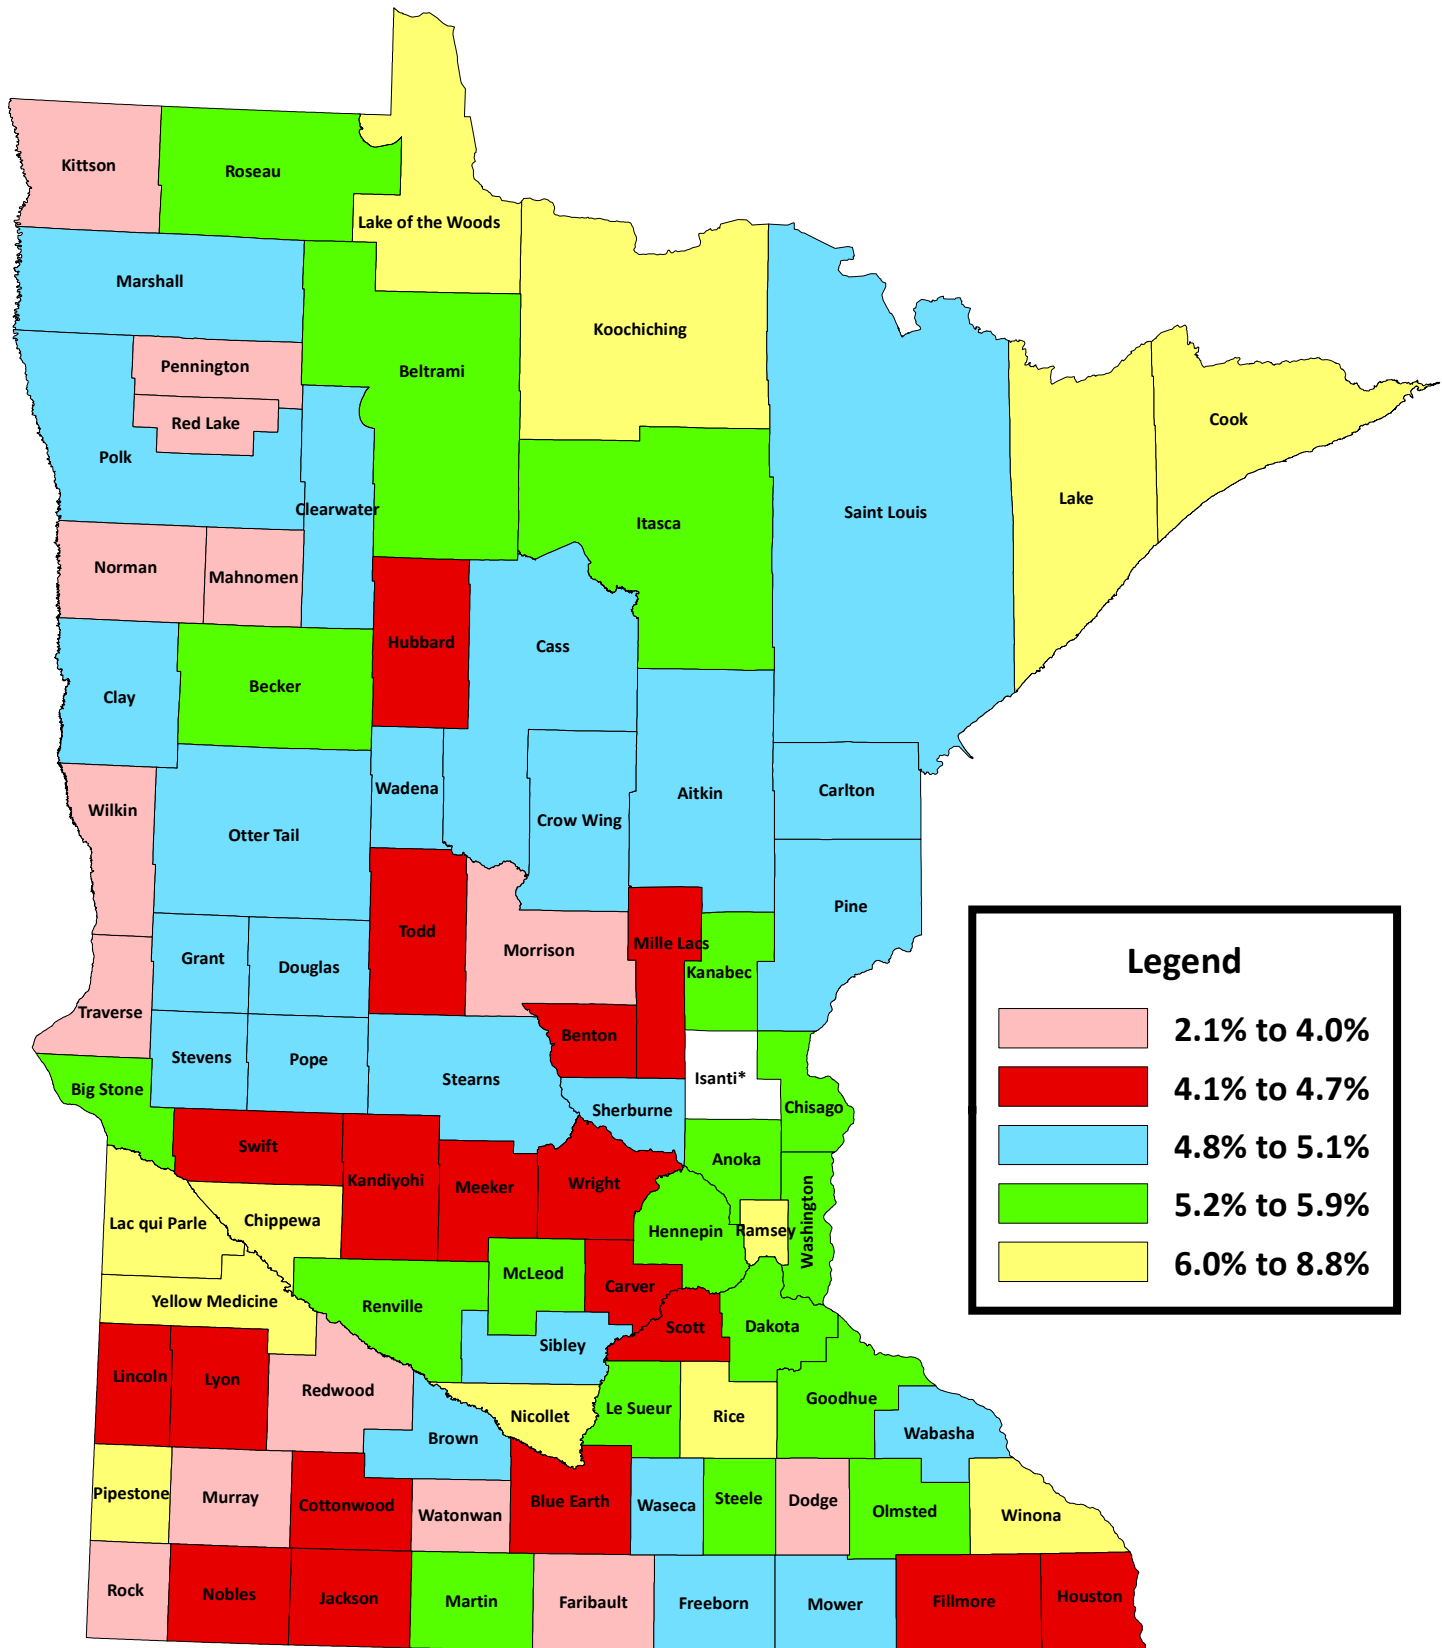 Kittson
Roseau
Lake of the Woods
Marshall
Koochiching
Pennington
Beltrami
Red Lake
Cook
Polk
Lake
Clearwater
Saint Louis
Itasca
Norman
Mahnomen
Hubbard
Cass
Becker
Clay
Wadena
Carlton
Aitkin
Wilkin
Crow Wing
Otter Tail
Pine
Todd
Mille Lacs
Morrison
Grant
Douglas
Kanabec
Traverse
Benton
Stevens
Pope
Stearns
Isanti*
Big Stone
Sherburne
Chisago
Swift
Anoka
Kandiyohi
Meeker
Wright
Washington
Lac qui Parle
Chippewa
Hennepin
Ramsey
McLeod
Carver
Yellow Medicine
Renville
Scott
Dakota
Sibley
Lincoln
Lyon
Redwood
Goodhue
Le Sueur
Nicollet
Rice
Brown
Wabasha
Pipestone
Murray
Cottonwood
Watonwan
Blue Earth
Waseca
Steele
Dodge
Olmsted
Winona
Rock
Nobles
Jackson
Martin
Faribault
Freeborn
Mower
Fillmore
Houston
Legend
2.1% to 4.0%
4.1% to 4.7%
4.8% to 5.1%
5.2% to 5.9%
6.0% to 8.8%